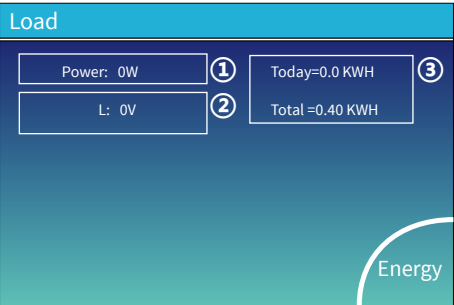 Load
Power: 0W
①
L: 0V
②
Today=0.0 KWH
Total =0.40 KWH
③
Energy